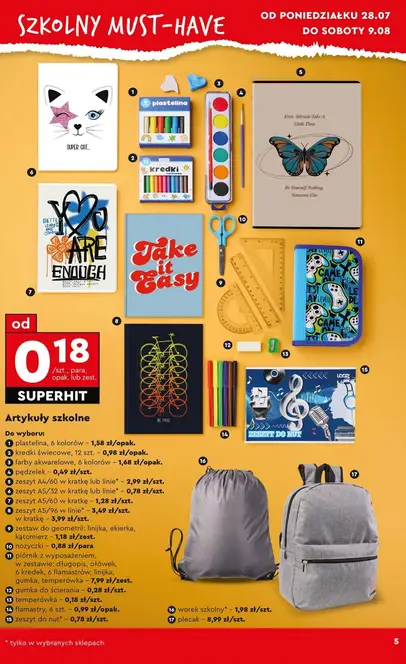 SZKOLNY MUST-HAVE
OD PONIEDZIAŁKU 28.07
DO SOBOTY 9.08
SUPER CAT.
plastelina
kredki
YOU
ARE
ENOUGH
Take
it
Easy
GAME
ZESZYT DO NUT
od
0,18
/szt., para,
opak. lub zest.
SUPERHIT
Artykuły szkolne
Do wyboru:
1 plastelina, 6 kolorów – 1,58 zł/opak.
2 kredki świecowe, 12 szt. – 0,98 zł/opak.
3 farby akwarelowe, 6 kolorów – 1,68 zł/opak.
4 pędzelek – 0,49 zł/szt.
5 zeszyt A4/60 w kratkę lub linie* – 2,99 zł/szt.
6 zeszyt A5/32 w kratkę lub linie* – 0,78 zł/szt.
7 zeszyt A5/60 w kratkę – 1,28 zł/szt.
8 zeszyt A5/96 w linie* – 3,49 zł/szt.
w kratkę – 3,99 zł/szt.
9 zestaw do geometrii: linijka, ekierka,
kątomierz – 1,18 zł/zest.
10 nożyczki – 0,88 zł/para
11 piórnik z wyposażeniem,
w zestawie: długopis, ołówek,
6 kredek, 6 flamastrów, linijka,
gumka, temperówka – 7,99 zł/zest.
12 gumka do ścierania – 0,28 zł/szt.
13 temperówka – 0,18 zł/szt.
14 flamastry, 6 szt. – 0,99 zł/opak.
15 zeszyt do nut* – 0,78 zł/szt.
16 worek szkolny* – 1,98 zł/szt.
17 plecak – 8,99 zł/szt.
* tylko w wybranych sklepach
5